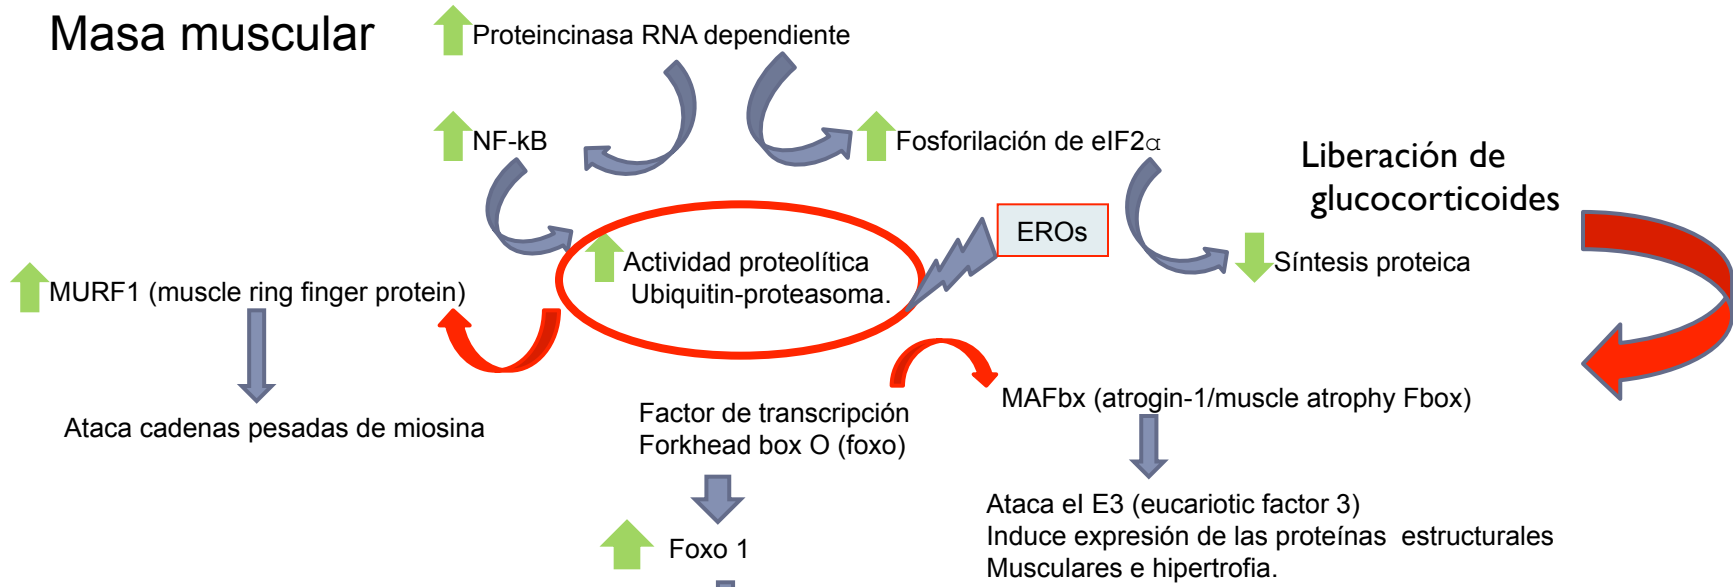 Masa muscular
Proteincinasa RNA dependiente
NF-kB
Fosforilación de eIF2α
Liberación de
glucocorticoides
EROs
Actividad proteolítica
Ubiquitin-proteasoma.
Síntesis proteica
MURF1 (muscle ring finger protein)
Ataca cadenas pesadas de miosina
Factor de transcripción
Forkhead box O (foxo)
MAFbx (atrogin-1/muscle atrophy Fbox)
Foxo 1
Ataca eI E3 (eucariotic factor 3)
Induce expresión de las proteínas estructurales
Musculares e hipertrofia.